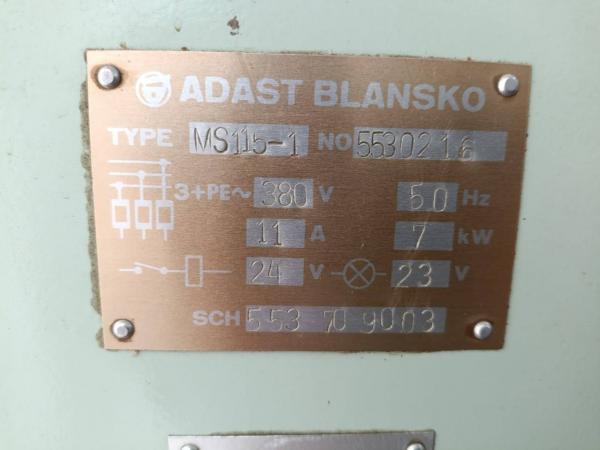 ADAST BLANSKO
TYPE MS115-1 NO 5530216
3+PE~ 380 V 50 Hz
11 A 7 kW
24 V 23 V
SCH 553 70 9003